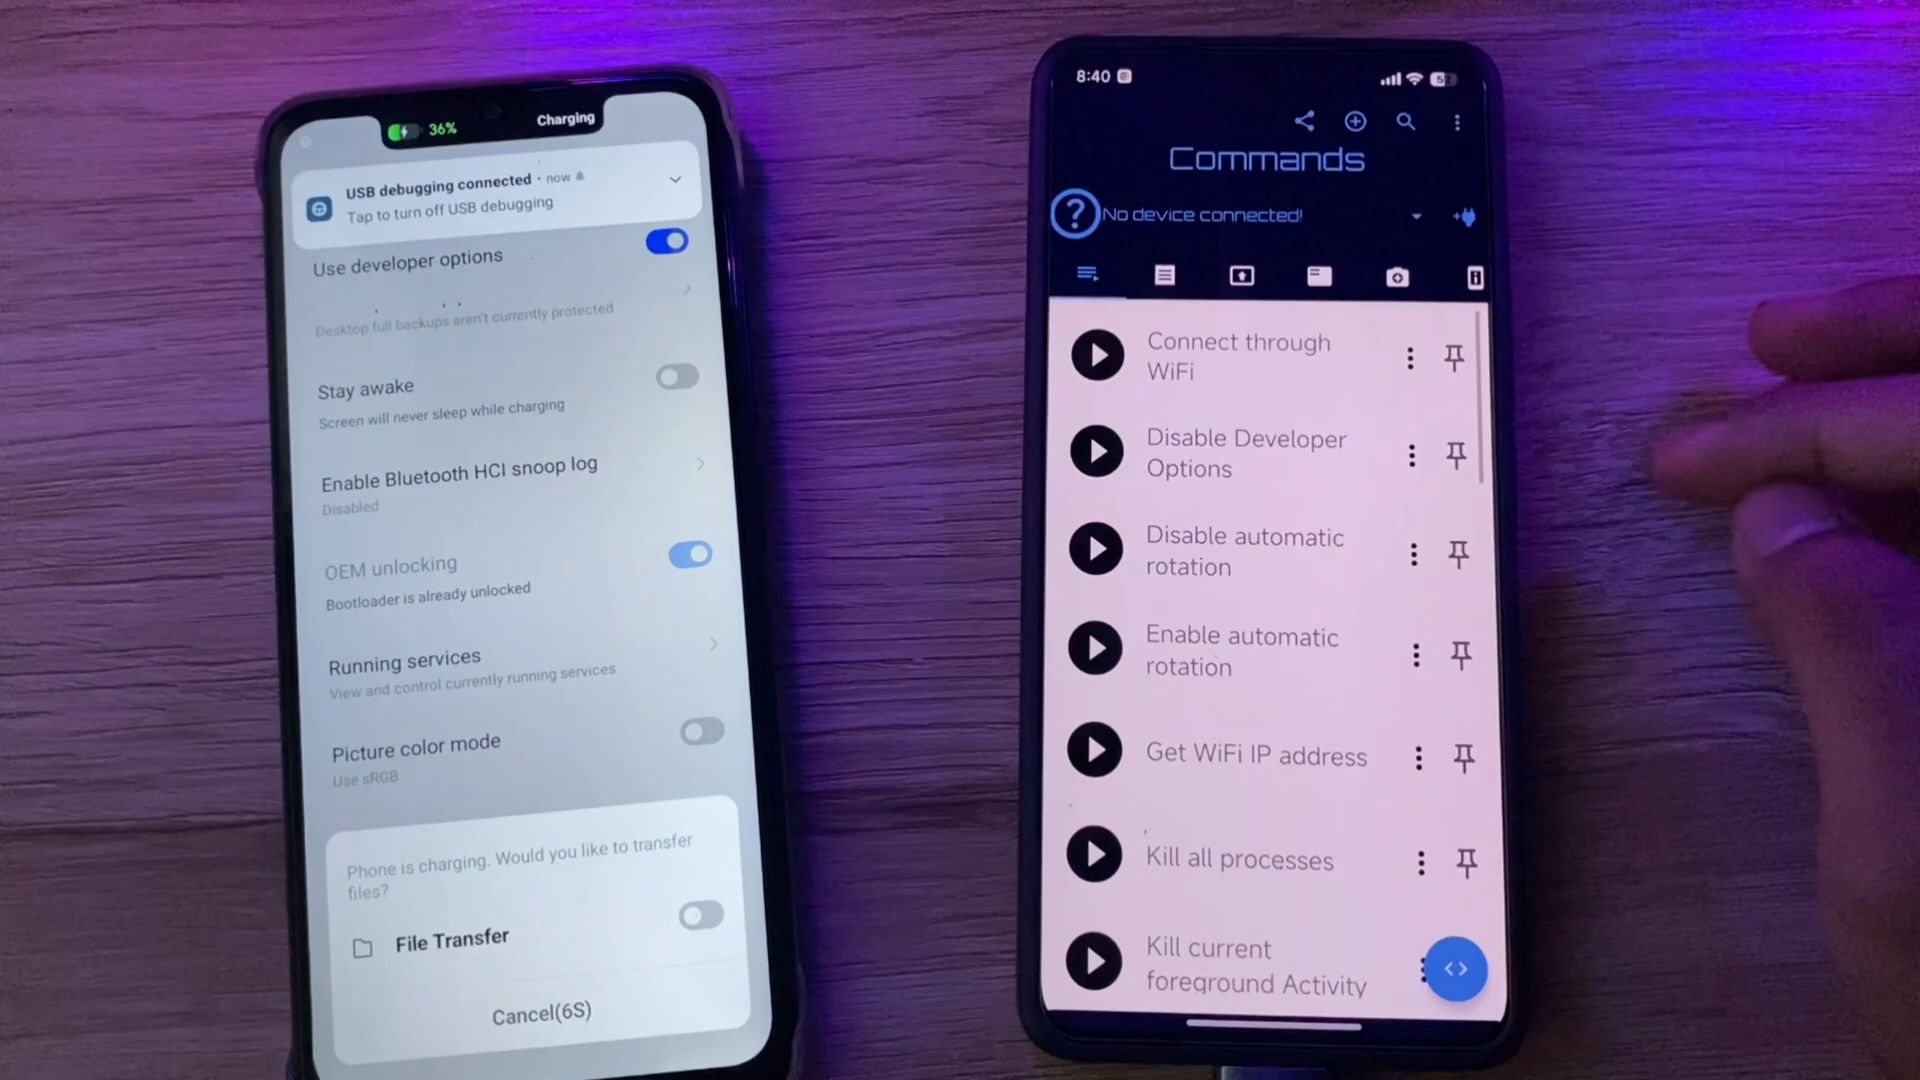 36%
Charging
USB debugging connected • now
Tap to turn off USB debugging
Use developer options
Desktop full backups aren't currently protected
Stay awake
Screen will never sleep while charging
Enable Bluetooth HCI snoop log
Disabled
OEM unlocking
Bootloader is already unlocked
Running services
View and control currently running services
Picture color mode
Use sRGB
Phone is charging. Would you like to transfer
files?
File Transfer
Cancel(6S)
8:40
Commands
No device connected!
Connect through
WiFi
Disable Developer
Options
Disable automatic
rotation
Enable automatic
rotation
Get WiFi IP address
Kill all processes
Kill current
foreground Activity